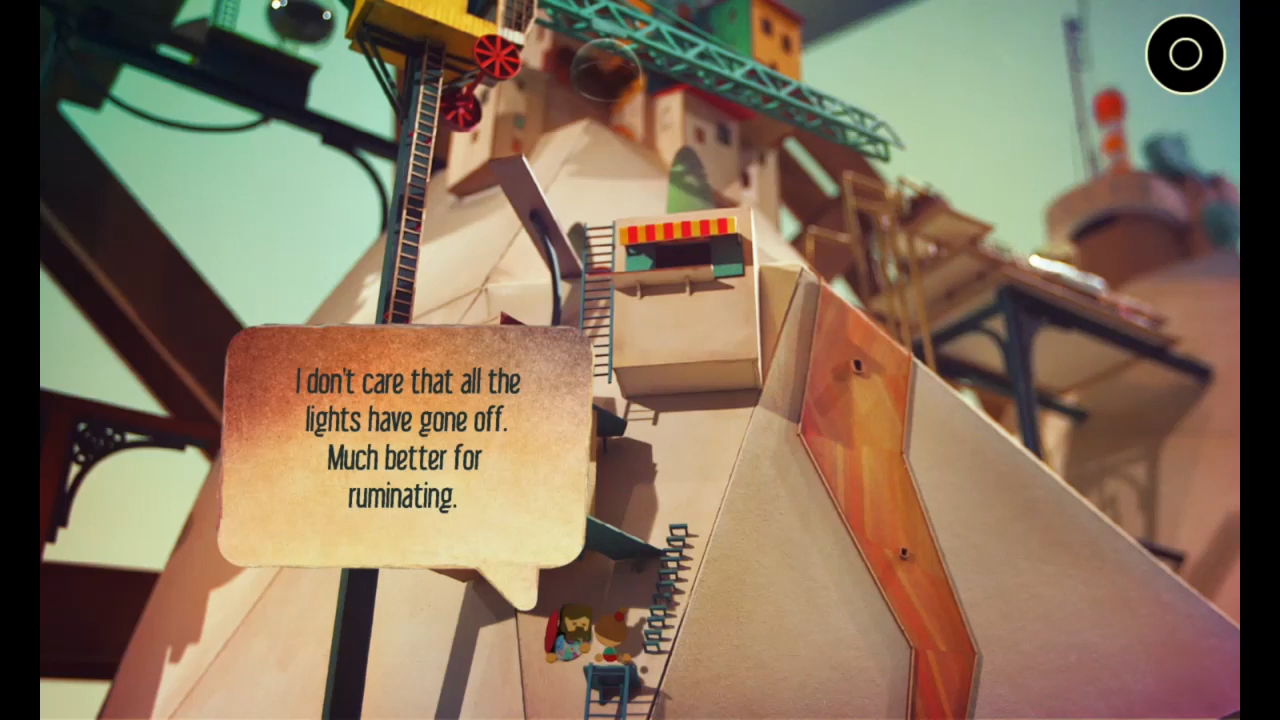 I don't care that all the
lights have gone off.
Much better for
ruminating.